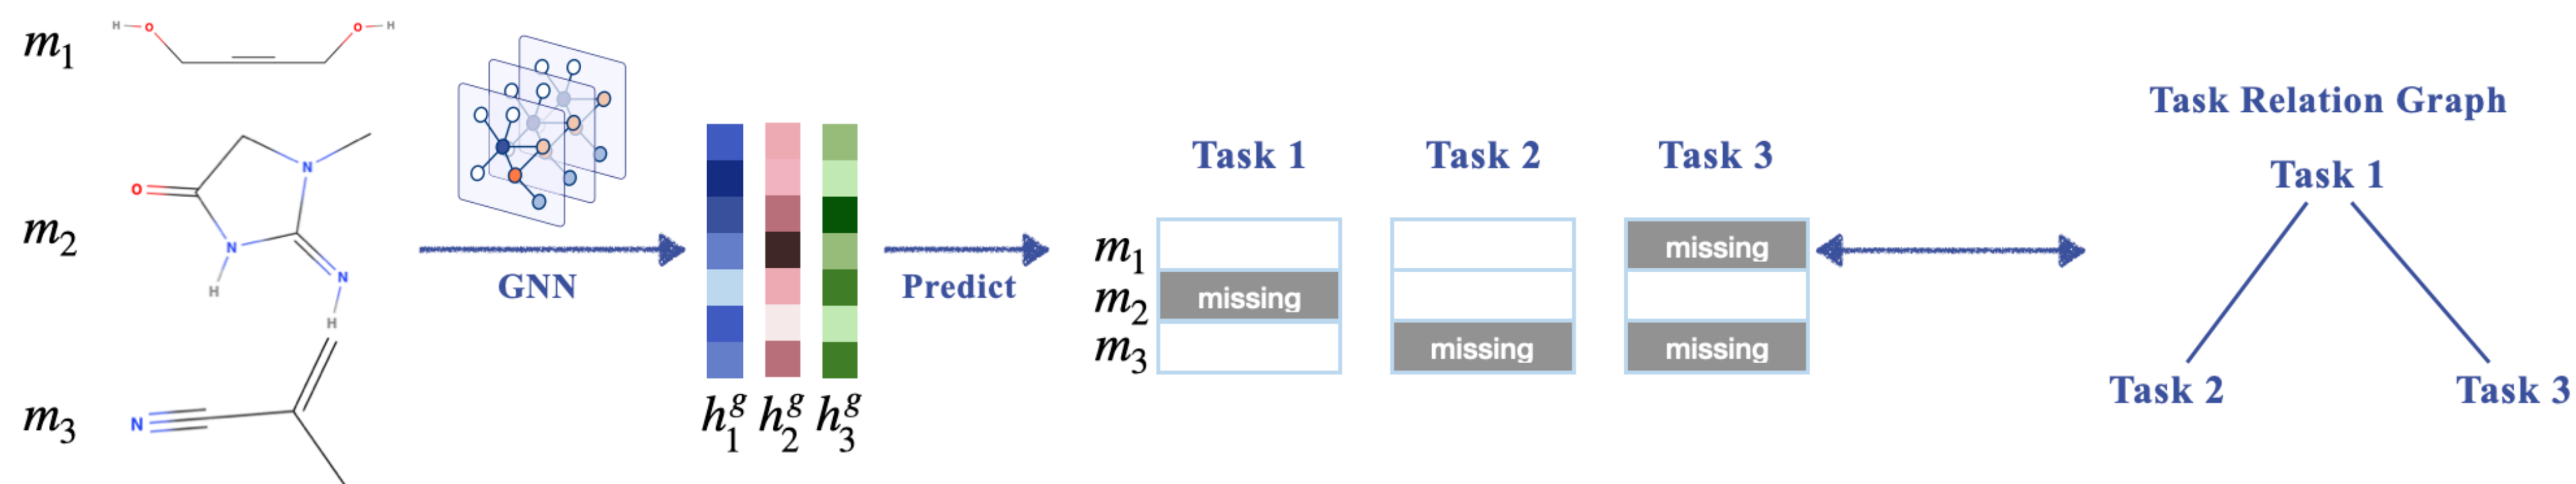 m1
H O O H
m2
O N N H N H
m3
N
GNN
h1g h2g h3g
Predict
Task 1 Task 2 Task 3
m1 missing
m2 missing
m3 missing missing
Task Relation Graph
Task 1
Task 2 Task 3